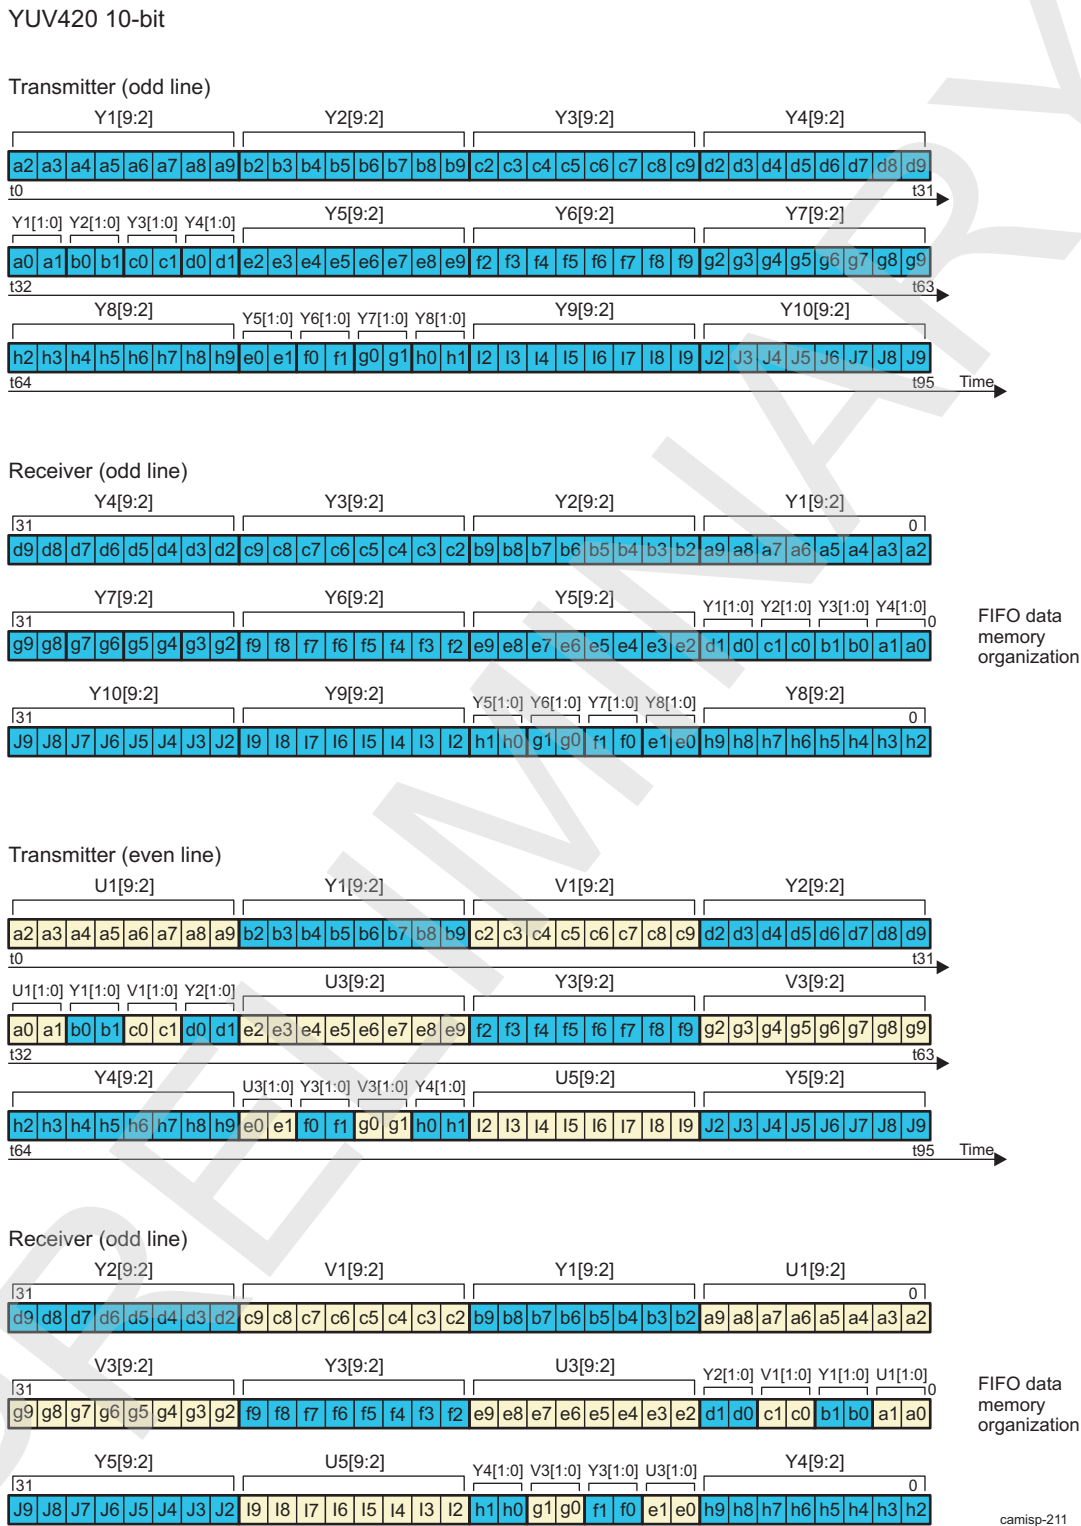 YUV420 10-bit
Transmitter (odd line)
Y1[9:2] Y2[9:2] Y3[9:2] Y4[9:2]
a2 a3 a4 a5 a6 a7 a8 a9 b2 b3 b4 b5 b6 b7 b8 b9 c2 c3 c4 c5 c6 c7 c8 c9 d2 d3 d4 d5 d6 d7 d8 d9
t0 t31
Y1[1:0] Y2[1:0] Y3[1:0] Y4[1:0] Y5[9:2] Y6[9:2] Y7[9:2]
a0 a1 b0 b1 c0 c1 d0 d1 e2 e3 e4 e5 e6 e7 e8 e9 f2 f3 f4 f5 f6 f7 f8 f9 g2 g3 g4 g5 g6 g7 g8 g9
t32 t63
Y8[9:2] Y5[1:0] Y6[1:0] Y7[1:0] Y8[1:0] Y9[9:2] Y10[9:2]
h2 h3 h4 h5 h6 h7 h8 h9 e0 e1 f0 f1 g0 g1 h0 h1 I2 I3 I4 I5 I6 I7 I8 I9 J2 J3 J4 J5 J6 J7 J8 J9
t64 t95 Time
Receiver (odd line)
Y4[9:2] Y3[9:2] Y2[9:2] Y1[9:2]
31 0
d9 d8 d7 d6 d5 d4 d3 d2 c9 c8 c7 c6 c5 c4 c3 c2 b9 b8 b7 b6 b5 b4 b3 b2 a9 a8 a7 a6 a5 a4 a3 a2
Y7[9:2] Y6[9:2] Y5[9:2] Y1[1:0] Y2[1:0] Y3[1:0] Y4[1:0]
31 0
g9 g8 g7 g6 g5 g4 g3 g2 f9 f8 f7 f6 f5 f4 f3 f2 e9 e8 e7 e6 e5 e4 e3 e2 d1 d0 c1 c0 b1 b0 a1 a0
FIFO data
memory
organization
Y10[9:2] Y9[9:2] Y5[1:0] Y6[1:0] Y7[1:0] Y8[1:0] Y8[9:2]
31 0
J9 J8 J7 J6 J5 J4 J3 J2 I9 I8 I7 I6 I5 I4 I3 I2 h1 h0 g1 g0 f1 f0 e1 e0 h9 h8 h7 h6 h5 h4 h3 h2
Transmitter (even line)
U1[9:2] Y1[9:2] V1[9:2] Y2[9:2]
a2 a3 a4 a5 a6 a7 a8 a9 b2 b3 b4 b5 b6 b7 b8 b9 c2 c3 c4 c5 c6 c7 c8 c9 d2 d3 d4 d5 d6 d7 d8 d9
t0 t31
U1[1:0] Y1[1:0] V1[1:0] Y2[1:0] U3[9:2] Y3[9:2] V3[9:2]
a0 a1 b0 b1 c0 c1 d0 d1 e2 e3 e4 e5 e6 e7 e8 e9 f2 f3 f4 f5 f6 f7 f8 f9 g2 g3 g4 g5 g6 g7 g8 g9
t32 t63
Y4[9:2] U3[1:0] Y3[1:0] V3[1:0] Y4[1:0] U5[9:2] Y5[9:2]
h2 h3 h4 h5 h6 h7 h8 h9 e0 e1 f0 f1 g0 g1 h0 h1 I2 I3 I4 I5 I6 I7 I8 I9 J2 J3 J4 J5 J6 J7 J8 J9
t64 t95 Time
Receiver (odd line)
Y2[9:2] V1[9:2] Y1[9:2] U1[9:2]
31 0
d9 d8 d7 d6 d5 d4 d3 d2 c9 c8 c7 c6 c5 c4 c3 c2 b9 b8 b7 b6 b5 b4 b3 b2 a9 a8 a7 a6 a5 a4 a3 a2
V3[9:2] Y3[9:2] U3[9:2] Y2[1:0] V1[1:0] Y1[1:0] U1[1:0]
31 0
g9 g8 g7 g6 g5 g4 g3 g2 f9 f8 f7 f6 f5 f4 f3 f2 e9 e8 e7 e6 e5 e4 e3 e2 d1 d0 c1 c0 b1 b0 a1 a0
FIFO data
memory
organization
Y5[9:2] U5[9:2] Y4[1:0] V3[1:0] Y3[1:0] U3[1:0] Y4[9:2]
31 0
J9 J8 J7 J6 J5 J4 J3 J2 I9 I8 I7 I6 I5 I4 I3 I2 h1 h0 g1 g0 f1 f0 e1 e0 h9 h8 h7 h6 h5 h4 h3 h2
camisp-211
PRELIMINARY